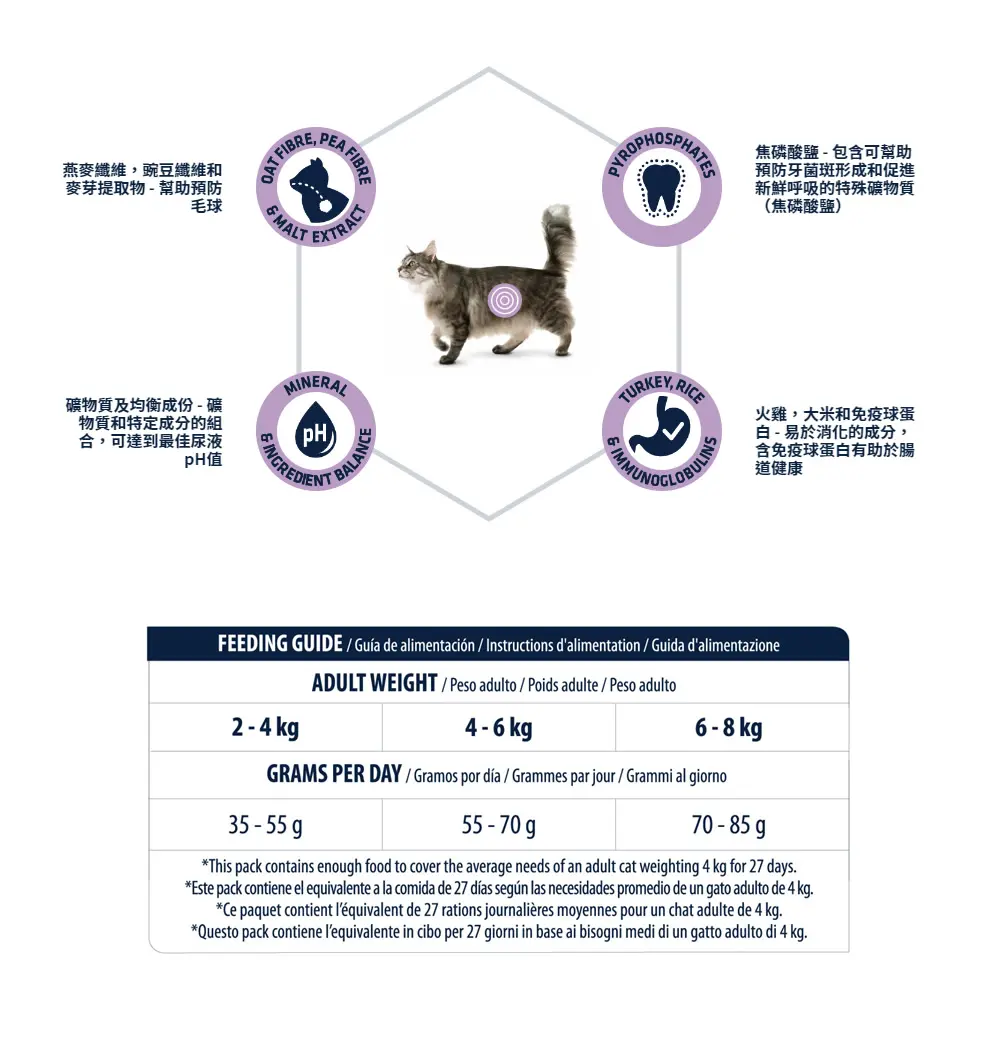 燕麥纖維，豌豆纖維和
麥芽提取物 - 幫助預防
毛球
OAT FIBRE, PEA FIBRE
& MALT EXTRACT
PYROPHOSPHATES
焦磷酸鹽 - 包含可幫助
預防牙菌斑形成和促進
新鮮呼吸的特殊礦物質
（焦磷酸鹽）
礦物質及均衡成份 - 礦
物質和特定成分的組
合，可達到最佳尿液
pH值
MINERAL
pH
& INGREDIENT BALANCE
TURKEY, RICE
& IMMUNOGLOBULINS
火雞，大米和免疫球蛋
白 - 易於消化的成分，
含免疫球蛋白有助於腸
道健康
FEEDING GUIDE / Guía de alimentación / Instructions d'alimentation / Guida d'alimentazione
ADULT WEIGHT / Peso adulto / Poids adulte / Peso adulto
2 - 4 kg 4 - 6 kg 6 - 8 kg
GRAMS PER DAY / Gramos por día / Grammes par jour / Grammi al giorno
35 - 55 g 55 - 70 g 70 - 85 g
*This pack contains enough food to cover the average needs of an adult cat weighting 4 kg for 27 days.
*Este pack contiene el equivalente a la comida de 27 días según las necesidades promedio de un gato adulto de 4 kg.
*Ce paquet contient l'équivalent de 27 rations journalières moyennes pour un chat adulte de 4 kg.
*Questo pack contiene l'equivalente in cibo per 27 giorni in base ai bisogni medi di un gatto adulto di 4 kg.